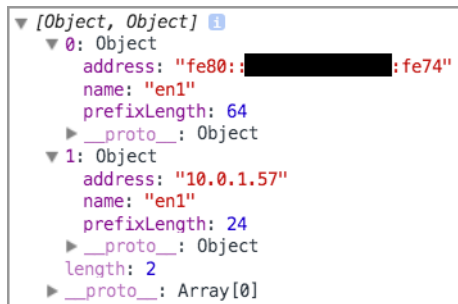 ▼ [Object, Object] i
▼ 0: Object
address: "fe80:: :fe74"
name: "en1"
prefixLength: 64
▶ __proto__: Object
▼ 1: Object
address: "10.0.1.57"
name: "en1"
prefixLength: 24
▶ __proto__: Object
length: 2
▶ __proto__: Array[0]